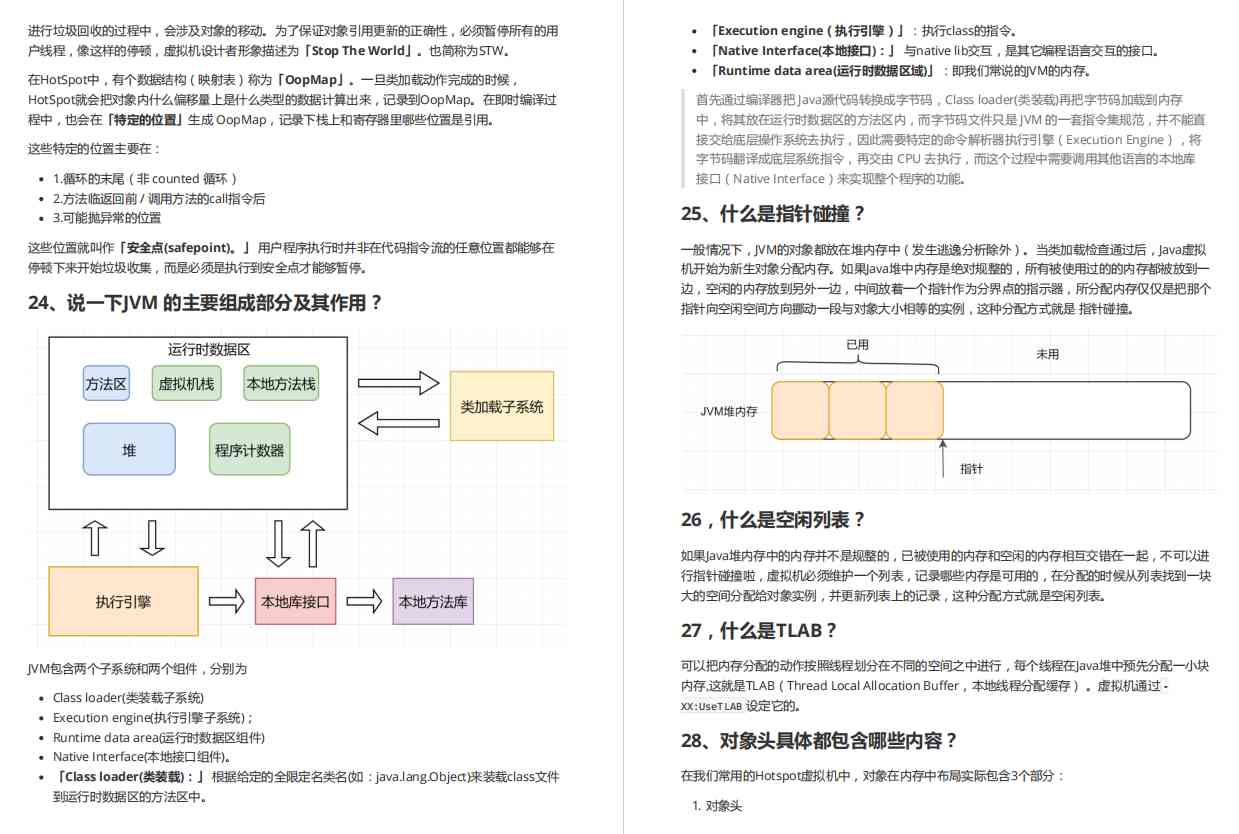 进行垃圾回收的过程中，会涉及对象的移动。为了保证对象引用更新的正确性，必须暂停所有的用
户线程，像这样的停顿，虚拟机设计者形象描述为「Stop The World」。也简称为STW。
在HotSpot中，有个数据结构（映射表）称为「OopMap」。一旦类加载动作完成的时候，
HotSpot就会把对象内什么偏移量上是什么类型的数据计算出来，记录到OopMap。在即时编译过
程中，也会在「特定的位置」生成 OopMap，记录下栈上和寄存器里哪些位置是引用。
这些特定的位置主要在：
• 1.循环的末尾（非 counted 循环）
• 2.方法临返回前 / 调用方法的call指令后
• 3.可能抛异常的位置
这些位置就叫作「安全点(safepoint)。」 用户程序执行时并非在代码指令流的任意位置都能够在
停顿下来开始垃圾收集，而是必须是执行到安全点才能够暂停。
24、说一下JVM 的主要组成部分及其作用？
运行时数据区
方法区
虚拟机栈
本地方法栈
类加载子系统
堆
程序计数器
执行引擎
本地库接口
本地方法库
JVM包含两个子系统和两个组件，分别为
• Class loader(类装载子系统)
• Execution engine(执行引擎子系统)；
• Runtime data area(运行时数据区组件)
• Native Interface(本地接口组件)。
• 「Class loader(类装载)：」 根据给定的全限定名类名(如：java.lang.Object)来装载class文件
到运行时数据区的方法区中。
• 「Execution engine（执行引擎）」：执行class的指令。
• 「Native Interface(本地接口)：」 与native lib交互，是其它编程语言交互的接口。
• 「Runtime data area(运行时数据区域)」：即我们常说的JVM的内存。
首先通过编译器把 Java源代码转换成字节码，Class loader(类装载)再把字节码加载到内存
中，将其放在运行时数据区的方法区内，而字节码文件只是 JVM 的一套指令集规范，并不能直
接交给底层操作系统去执行，因此需要特定的命令解析器执行引擎（Execution Engine），将
字节码翻译成底层系统指令，再交由 CPU 去执行，而这个过程中需要调用其他语言的本地库
接口（Native Interface）来实现整个程序的功能。
25、什么是指针碰撞？
一般情况下，JVM的对象都放在堆内存中（发生逃逸分析除外）。当类加载检查通过后，Java虚拟
机开始为新生对象分配内存。如果Java堆中内存是绝对规整的，所有被使用过的的内存都被放到一
边，空闲的内存放到另外一边，中间放着一个指针作为分界点的指示器，所分配内存仅仅是把那个
指针向空闲空间方向挪动一段与对象大小相等的实例，这种分配方式就是 指针碰撞。
已用
未用
JVM堆内存
指针
26，什么是空闲列表？
如果Java堆内存中的内存并不是规整的，已被使用的内存和空闲的内存相互交错在一起，不可以进
行指针碰撞啦，虚拟机必须维护一个列表，记录哪些内存是可用的，在分配的时候从列表找到一块
大的空间分配给对象实例，并更新列表上的记录，这种分配方式就是空闲列表。
27，什么是TLAB？
可以把内存分配的动作按照线程划分在不同的空间之中进行，每个线程在Java堆中预先分配一小块
内存,这就是TLAB（Thread Local Allocation Buffer，本地线程分配缓存）。虚拟机通过 -
XX:UseTLAB 设定它的。
28、对象头具体都包含哪些内容？
在我们常用的Hotspot虚拟机中，对象在内存中布局实际包含3个部分：
1. 对象头